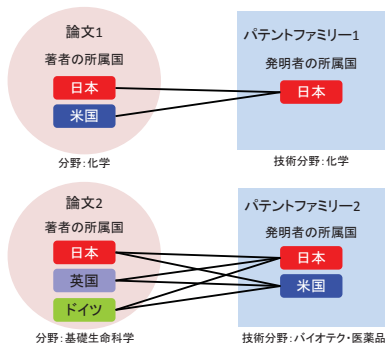 論文1
著者の所属国
日本
米国
分野:化学
パテントファミリー1
発明者の所属国
日本
技術分野:化学
論文2
著者の所属国
日本
英国
ドイツ
分野:基礎生命科学
パテントファミリー2
発明者の所属国
日本
米国
技術分野:バイオテク・医薬品